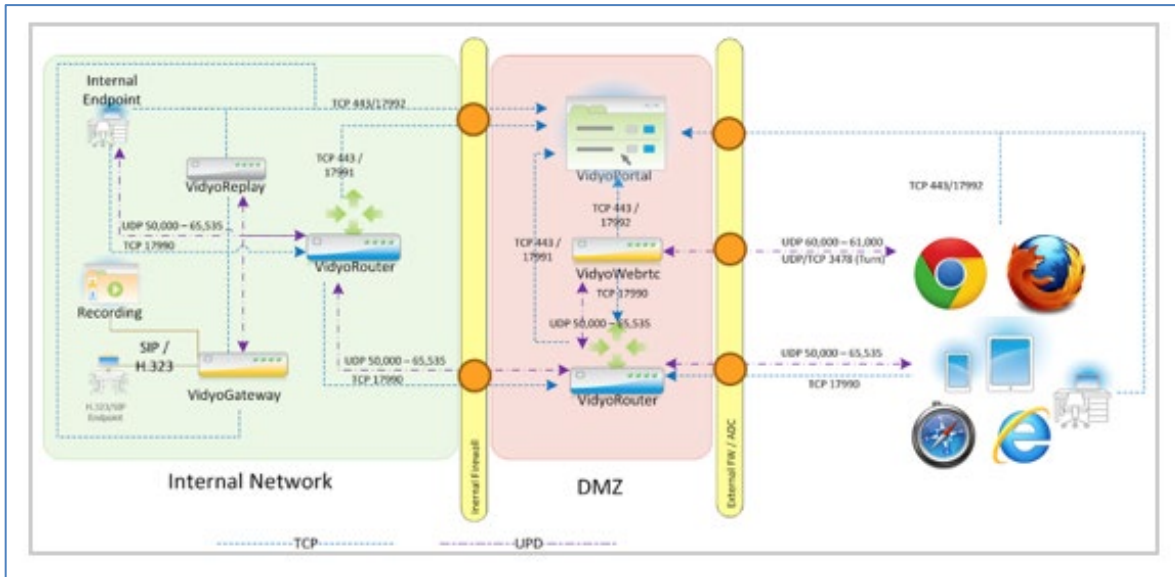 Internal
Endpoint
TCP 443/17992
TCP 443 /
17991
VidyoReplay
UDP 50,000 – 65,535
TCP 17990
VidyoRouter
Recording
SIP /
H.323
VidyoGateway
H.323/SIP
Endpoint
UDP 50,000 – 65,535
TCP 17990
Internal Network
Inernal Firewall
VidyoPortal
TCP 443 /
17992
TCP 443 /
17991
VidyoWebrtc
TCP 17990
UDP 50,000 – 65,535
VidyoRouter
DMZ
External FW / ADC
TCP 443/17992
UDP 60,000 – 61,000
UDP/TCP 3478 (Turn)
UDP 50,000 – 65,535
TCP 17990
TCP
UPD